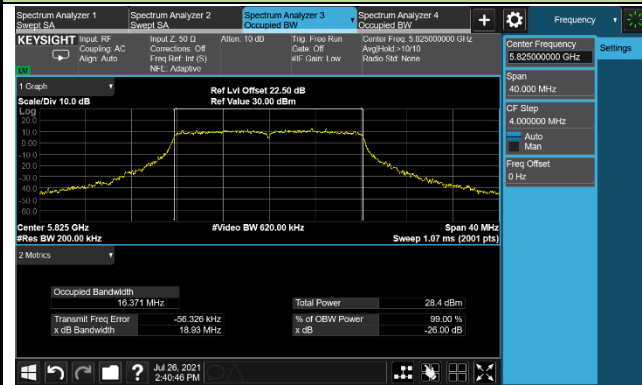 Spectrum Analyzer 1
Swept SA
Spectrum Analyzer 2
Swept SA
Spectrum Analyzer 3
Occupied BW
Spectrum Analyzer 4
Occupied BW
+
Frequency
KEYSIGHT
Input: RF
Coupling: AC
Align: Auto
Input Z: 50 Ω
Corrections: Off
Freq Ref: Int (S)
NFE: Adaptive
Atten: 10 dB
Trig: Free Run
Gate: Off
#IF Gain: Low
Center Freq: 5.825000000 GHz
Avg|Hold:>10/10
Radio Std: None
LXI
1 Graph
Scale/Div 10.0 dB
Ref Lvl Offset 22.50 dB
Ref Value 30.00 dBm
Log
20.0
10.0
0.00
-10.0
-20.0
-30.0
-40.0
-50.0
-60.0
Center 5.825 GHz
#Res BW 200.00 kHz
#Video BW 620.00 kHz
Span 40 MHz
Sweep 1.07 ms (2001 pts)
2 Metrics
Occupied Bandwidth
16.371 MHz
Transmit Freq Error
-56.326 kHz
x dB Bandwidth
18.93 MHz
Total Power
28.4 dBm
% of OBW Power
99.00 %
x dB
-26.00 dB
Center Frequency
5.825000000 GHz
Settings
Span
40.000 MHz
CF Step
4.000000 MHz
Auto
Man
Freq Offset
0 Hz
?
Jul 26, 2021
2:40:46 PM